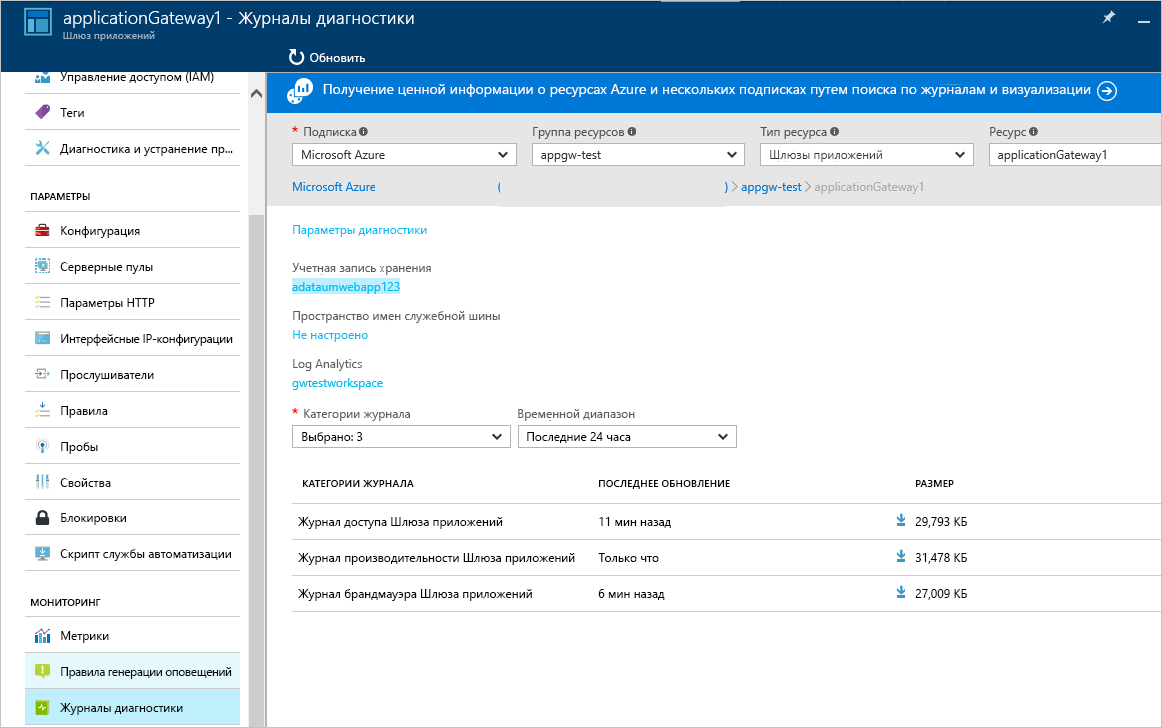 applicationGateway1 - Журналы диагностики
Шлюз приложений
Обновить
Управление доступом (IAM)
Теги
Диагностика и устранение пр...
ПАРАМЕТРЫ
Конфигурация
Серверные пулы
Параметры HTTP
Интерфейсные IP-конфигурации
Прослушиватели
Правила
Пробы
Свойства
Блокировки
Скрипт службы автоматизации
МОНИТОРИНГ
Метрики
Правила генерации оповещений
Журналы диагностики
Получение ценной информации о ресурсах Azure и нескольких подписках путем поиска по журналам и визуализации
* Подписка Группа ресурсов Тип ресурса Ресурс
Microsoft Azure appgw-test Шлюзы приложений applicationGateway1
Microsoft Azure ( ) > appgw-test > applicationGateway1
Параметры диагностики
Учетная запись хранения
adataumwebapp123
Пространство имен служебной шины
Не настроено
Log Analytics
gwtestworkspace
* Категории журнала Временной диапазон
Выбрано: 3 Последние 24 часа
КАТЕГОРИИ ЖУРНАЛА ПОСЛЕДНЕЕ ОБНОВЛЕНИЕ РАЗМЕР
Журнал доступа Шлюза приложений 11 мин назад 29,793 КБ
Журнал производительности Шлюза приложений Только что 31,478 КБ
Журнал брандмауэра Шлюза приложений 6 мин назад 27,009 КБ